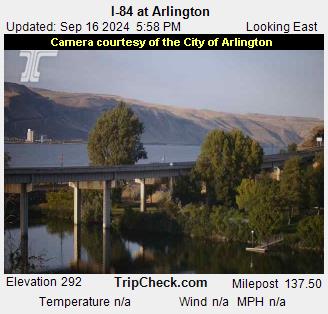 I-84 at Arlington
Updated: Sep 16 2024 5:58 PM Looking East
Camera courtesy of the City of Arlington
Elevation 292 TripCheck.com Milepost 137.50
Temperature n/a Wind n/a MPH n/a